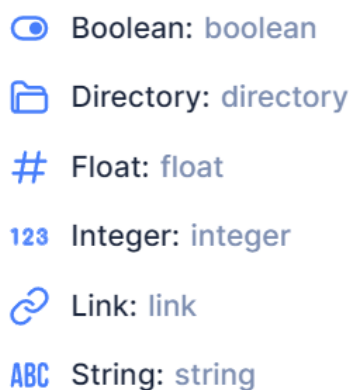 Boolean: boolean
Directory: directory
# Float: float
123 Integer: integer
Link: link
ABC String: string